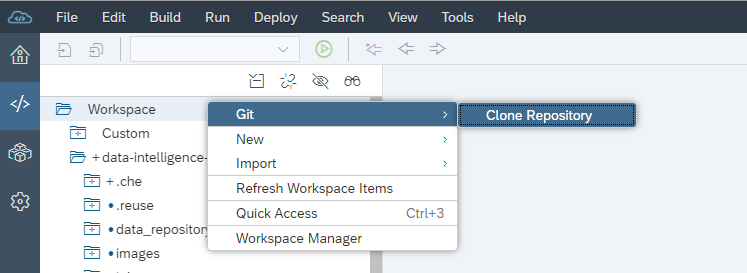 File Edit Build Run Deploy Search View Tools Help
Workspace
Custom
+data-intelligence-
+ .che
.reuse
data_repository
images
Git
Clone Repository
New
Import
Refresh Workspace Items
Quick Access Ctrl+3
Workspace Manager